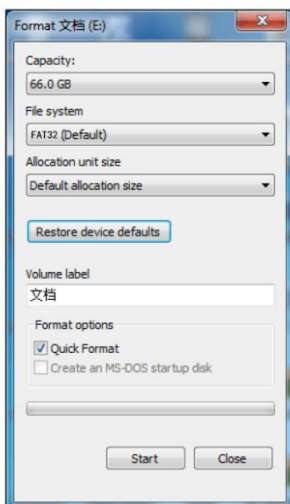 Format 文档 (E:)
Capacity:
66.0 GB
File system
FAT32 (Default)
Allocation unit size
Default allocation size
Restore device defaults
Volume label
文档
Format options
Quick Format
Create an MS-DOS startup disk
Start Close